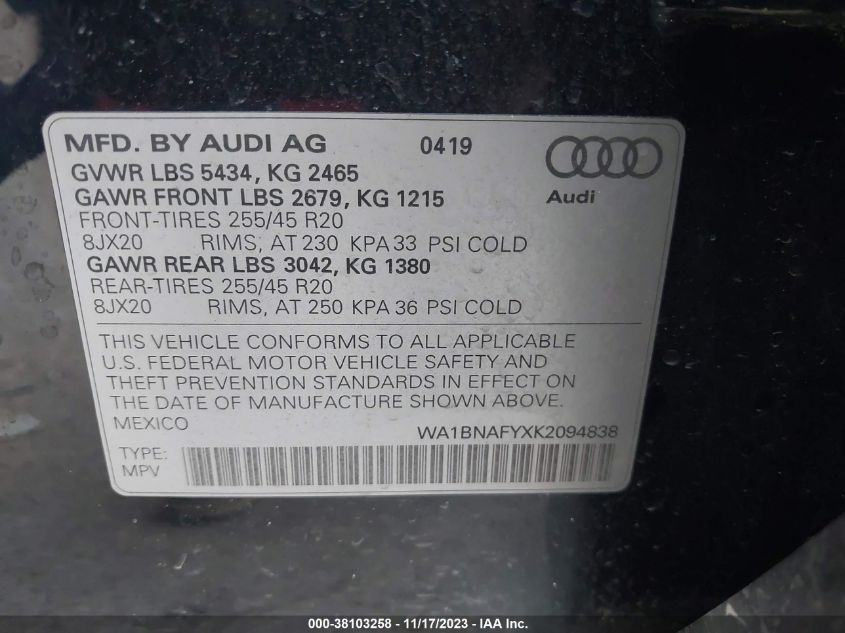 MFD. BY AUDI AG 0419
GVWR LBS 5434, KG 2465
GAWR FRONT LBS 2679, KG 1215
Audi
FRONT-TIRES 255/45 R20
8JX20 RIMS, AT 230 KPA 33 PSI COLD
GAWR REAR LBS 3042, KG 1380
REAR-TIRES 255/45 R20
8JX20 RIMS, AT 250 KPA 36 PSI COLD
THIS VEHICLE CONFORMS TO ALL APPLICABLE
U.S. FEDERAL MOTOR VEHICLE SAFETY AND
THEFT PREVENTION STANDARDS IN EFFECT ON
THE DATE OF MANUFACTURE SHOWN ABOVE.
MEXICO WA1BNAFYXK2094838
TYPE:
MPV
000-38103258 - 11/17/2023 - IAA Inc.